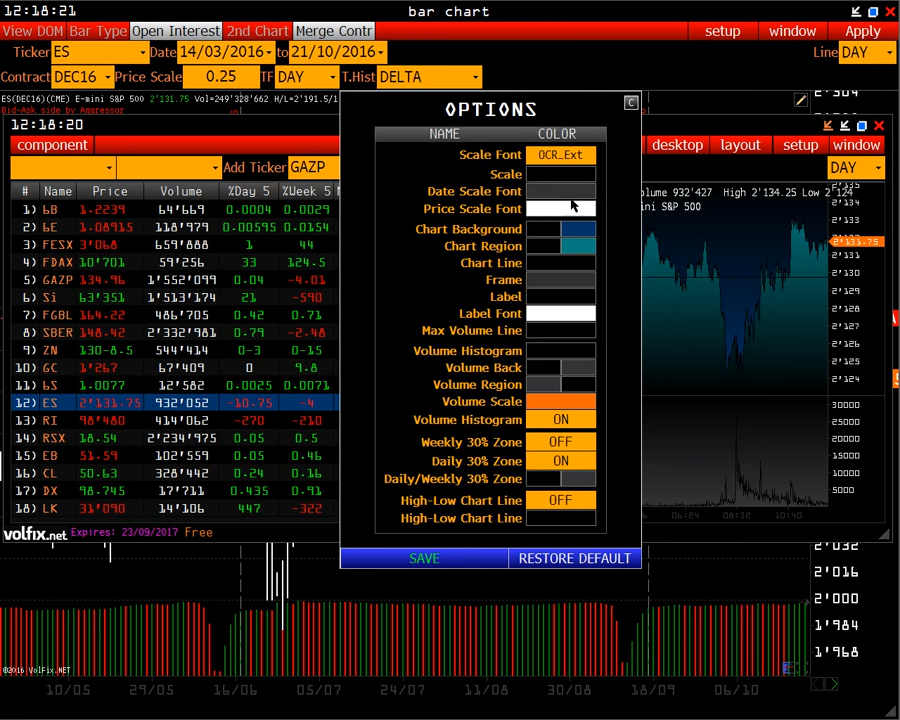 12:18:21 bar chart
View DOM Bar Type Open Interest 2nd Chart Merge Contr setup window Apply
Ticker ES Date 14/03/2016 to 21/10/2016 Line DAY
Contract DEC16 Price Scale 0.25 TF DAY T.Hist DELTA
ES(DEC16)(CME) E-mini S&P 500 2'131.75 Vol=249'328'662 H/L=2'191.5/1
Bid-Ask side by Aggressor
12:18:20
component desktop layout setup window
Add Ticker GAZP DAY
# Name Price Volume %Day 5 %Week 5
1) 6B 1.2239 64'669 0.0004 0.0029
2) 6E 1.08915 118'979 0.00595 0.0154
3) FESX 3'068 659'888 1 44
4) FDAX 10'701 59'256 33 124.5
5) GAZP 134.96 1'552'099 0.04 -4.01
6) Si 63'351 1'513'174 21 -590
7) FGBL 164.22 486'705 0.42 0.71
8) SBER 148.42 2'332'981 0.79 -2.48
9) ZN 130-8.5 544'414 0-3 0-15
10) GC 1'267 67'409 0 9.8
11) 6S 1.0077 12'582 0.0025 0.0071
12) ES 2'131.75 932'052 -10.75 -4
13) RI 98'480 414'062 -270 -210
14) RSX 18.54 2'234'975 0.05 0.5
15) EB 51.59 102'559 0.05 0.46
16) CL 50.63 328'442 0.24 0.16
17) DX 98.745 17'711 0.435 0.91
18) LK 31'090 14'106 447 -322
volfix.net Expires: 23/09/2017 Free
OPTIONS
C
NAME COLOR
Scale Font OCR_Ext
Scale
Date Scale Font
Price Scale Font
Chart Background
Chart Region
Chart Line
Frame
Label
Label Font
Max Volume Line
Volume Histogram
Volume Back
Volume Region
Volume Scale
Volume Histogram ON
Weekly 30% Zone OFF
Daily 30% Zone ON
Daily/Weekly 30% Zone
High-Low Chart Line OFF
High-Low Chart Line
SAVE RESTORE DEFAULT
olume 932'427 High 2'134.25 Low 2'124
ini S&P 500
2'134
2'133
2'131.75
2'130
2'129
2'128
2'127
2'126
2'125
2'124
30000
25000
20000
15000
10000
5000
06:24 08:32 10:40
2'032
2'016
2'000
1'984
1'968
©2016 VolFix.NET
10/05 29/05 16/06 05/07 24/07 11/08 30/08 18/09 06/10